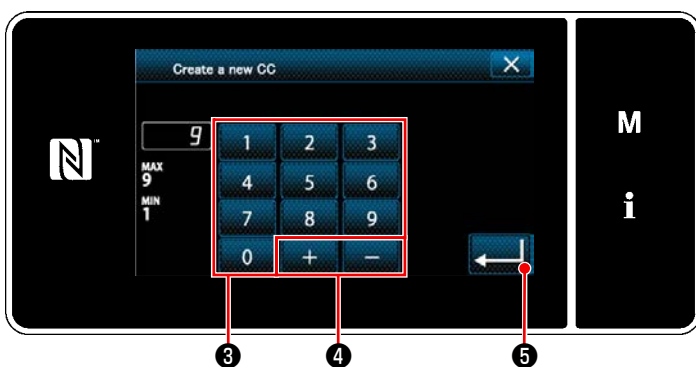 Create a new CC
X
9
1 2 3
MAX
9
4 5 6
MIN
1
7 8 9
0 + −
N™
M
i
❸ ❹ ❺